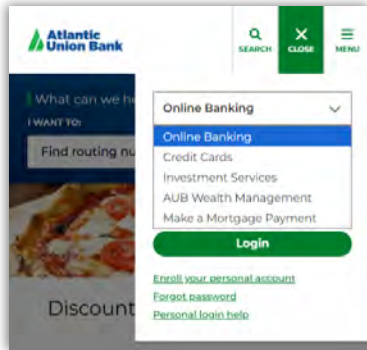 Atlantic
Union Bank
SEARCH
CLOSE
MENU
What can we he
I WANT TO:
Find routing nu
Online Banking
Online Banking
Credit Cards
Investment Services
AUB Wealth Management
Make a Mortgage Payment
Login
Enroll your personal account
Forgot password
Personal login help
Discount